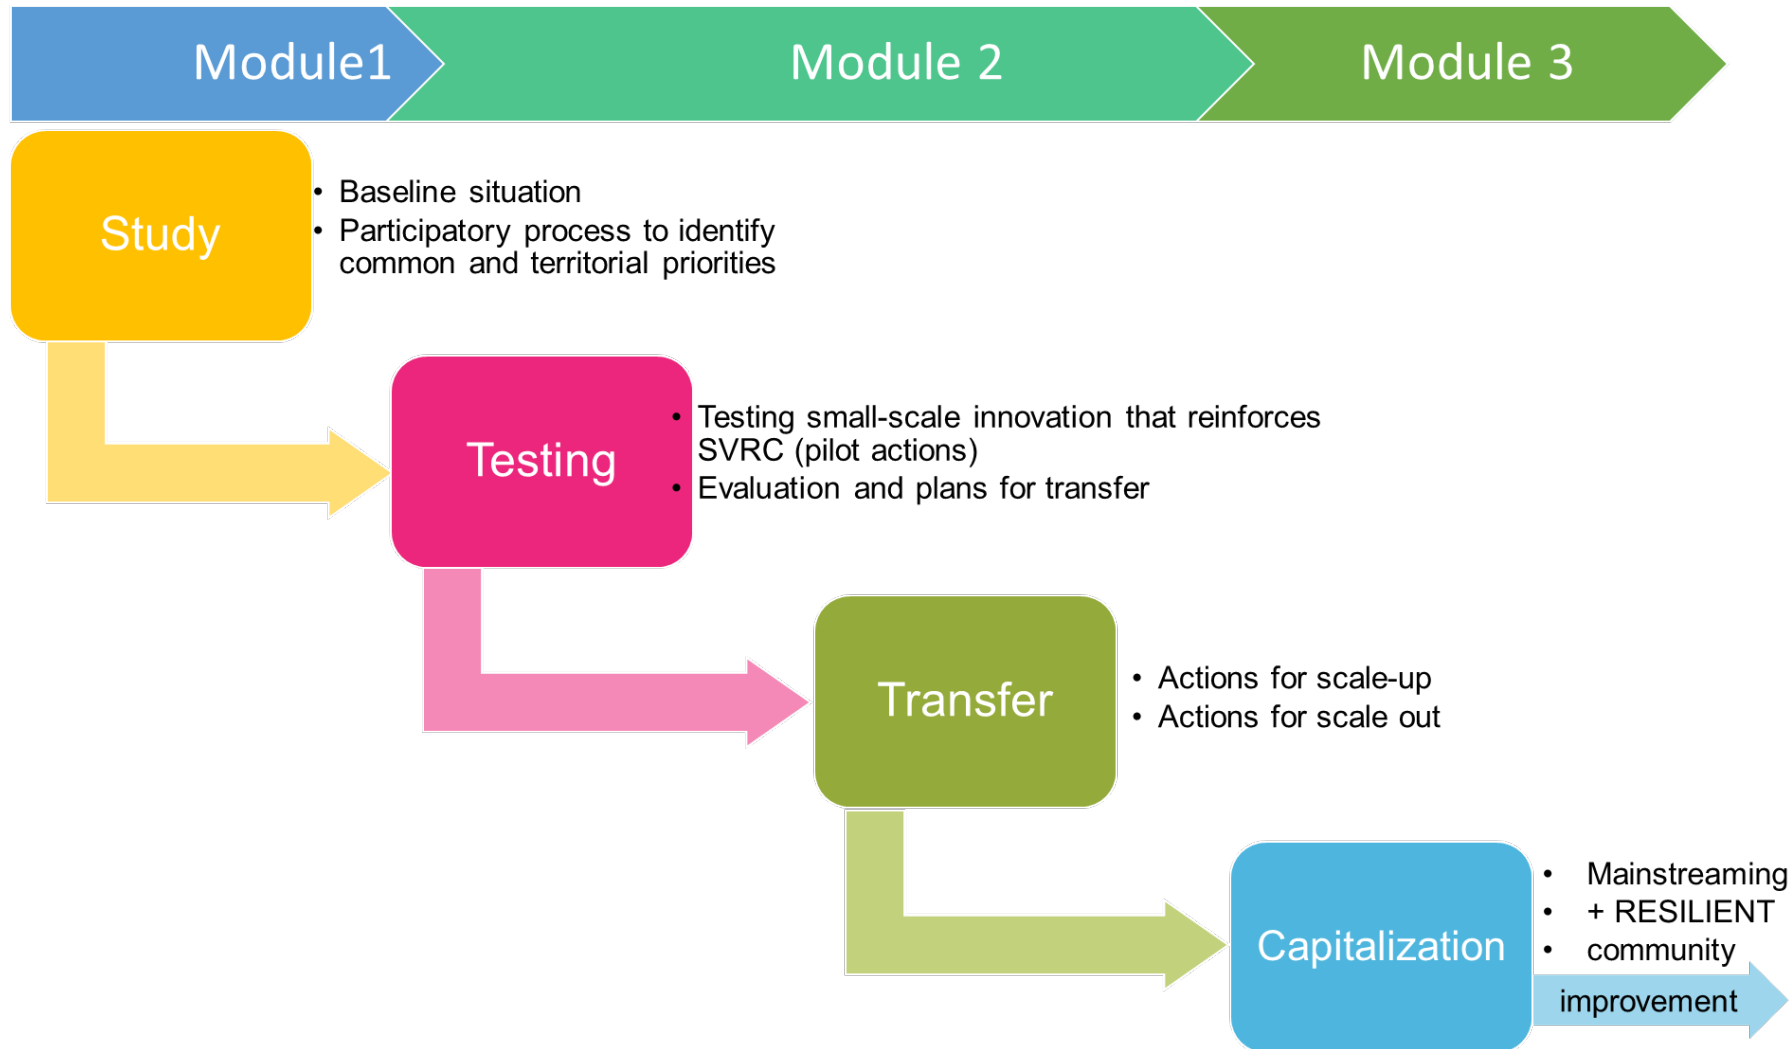 Module1
Module 2
Module 3
Study
• Baseline situation
• Participatory process to identify
common and territorial priorities
Testing
• Testing small-scale innovation that reinforces
SVRC (pilot actions)
• Evaluation and plans for transfer
Transfer
• Actions for scale-up
• Actions for scale out
Capitalization
• Mainstreaming
• + RESILIENT
• community
improvement